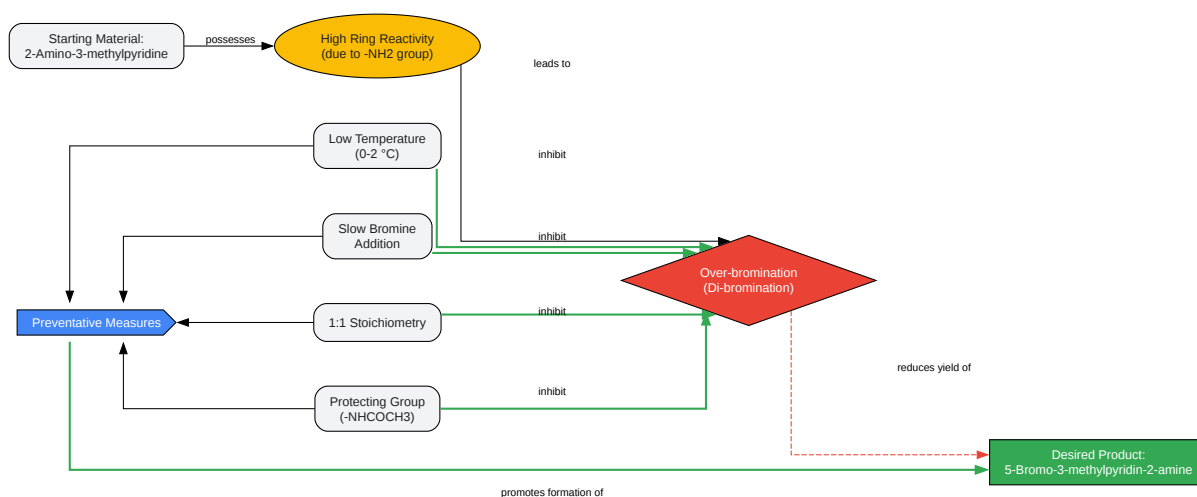 Starting Material:
2-Amino-3-methylpyridine
possesses
High Ring Reactivity
(due to -NH2 group)
leads to
Low Temperature
(0-2 °C)
inhibit
Slow Bromine
Addition
inhibit
Over-bromination
(Di-bromination)
Preventative Measures
1:1 Stoichiometry
inhibit
reduces yield of
Protecting Group
(-NHCOCH3)
inhibit
Desired Product:
5-Bromo-3-methylpyridin-2-amine
promotes formation of